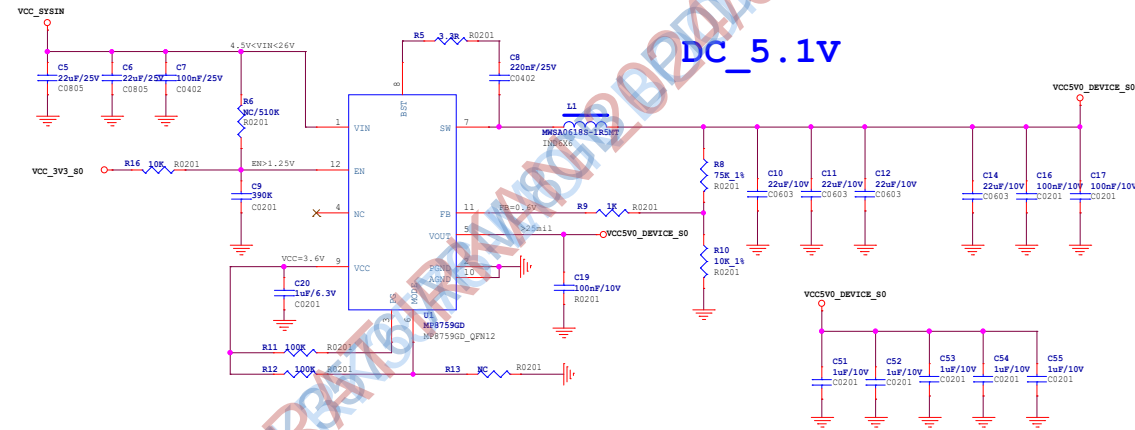 VCC_SYSIN
4.5V<VIN<26V
R5 3.3R R0201
C8
220nF/25V
C0402
DC_5.1V
VCC5V0_DEVICE_S0
C5
22uF/25V
C0805
C6
22uF/25V
C0805
C7
100nF/25V
C0402
R6
NC/510K
R0201
8
BST
1 VIN
SW 7
L1
MWSA0618S-1R5MT
IND6X6
VCC_3V3_S0
R16 10K R0201
EN>1.25V
12 EN
C9
390K
C0201
4 NC
FB 11
FB=0.6V
R9 1K R0201
VOUT 5
>25mil
VCC5V0_DEVICE_S0
R8
75K_1%
R0201
R10
10K_1%
R0201
C10
22uF/10V
C0603
C11
22uF/10V
C0603
C12
22uF/10V
C0603
C14
22uF/10V
C0603
C16
100nF/10V
C0201
C17
100nF/10V
C0201
VCC=3.6V
9 VCC
PGND
AGND 10
C20
1uF/6.3V
C0201
C19
100nF/10V
R0201
PG
3
MODE
6
U1
MP8759GD
MP8759GD_QFN12
R11 100K R0201
R12 100K R0201
R13 NC R0201
VCC5V0_DEVICE_S0
C51
1uF/10V
C0201
C52
1uF/10V
C0201
C53
1uF/10V
C0201
C54
1uF/10V
C0201
C55
1uF/10V
C0201